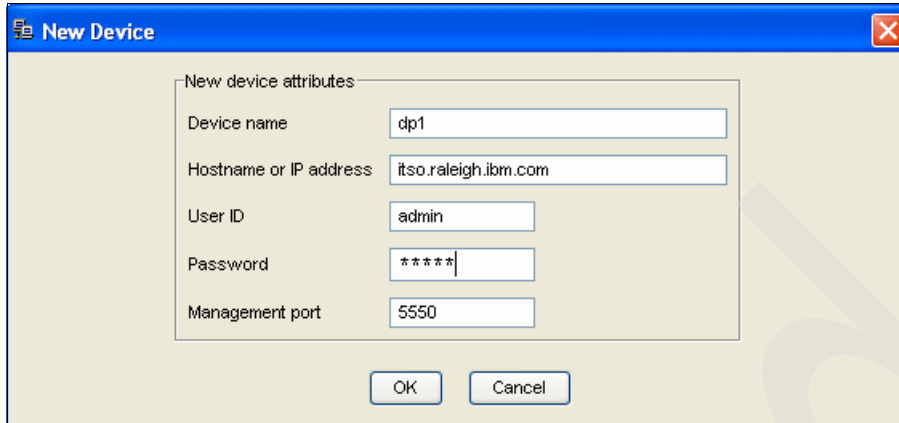 New Device
New device attributes
Device name dp1
Hostname or IP address itso.raleigh.ibm.com
User ID admin
Password *****
Management port 5550
OK Cancel